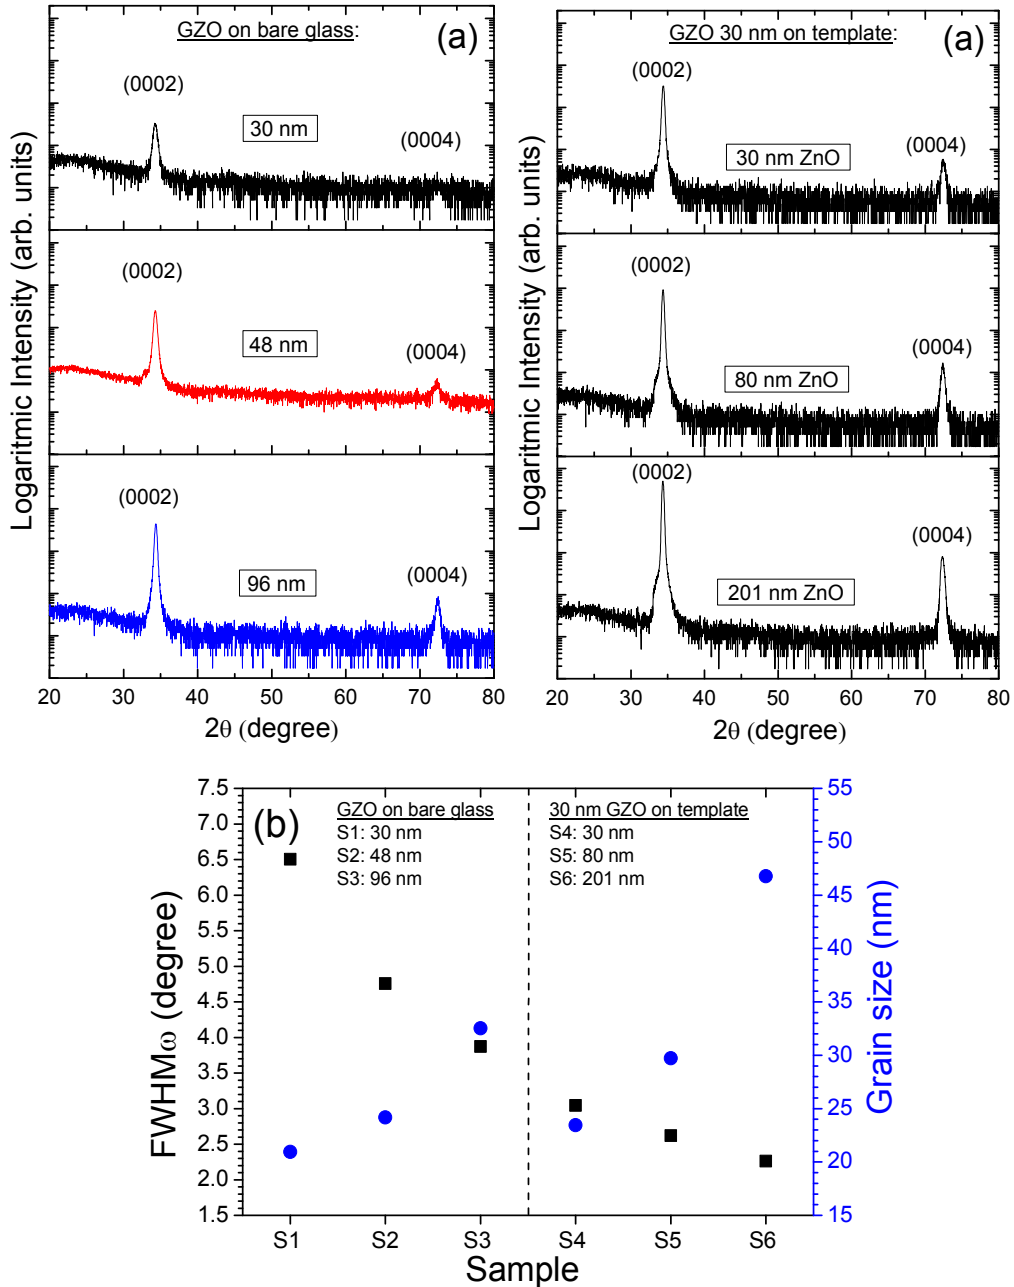 GZO on bare glass:
(a)
(0002)
30 nm
(0004)
(0002)
48 nm
(0004)
(0002)
96 nm
(0004)
20 30 40 50 60 70 80
2θ (degree)
Logaritmic Intensity (arb. units)
GZO 30 nm on template:
(a)
(0002)
30 nm ZnO
(0004)
(0002)
80 nm ZnO
(0004)
(0002)
201 nm ZnO
(0004)
20 30 40 50 60 70 80
2θ (degree)
Logaritmic Intensity (arb. units)
(b)
GZO on bare glass
S1: 30 nm
S2: 48 nm
S3: 96 nm
30 nm GZO on template
S4: 30 nm
S5: 80 nm
S6: 201 nm
7.5
7.0
6.5
6.0
5.5
5.0
4.5
4.0
3.5
3.0
2.5
2.0
1.5
FWHMω (degree)
55
50
45
40
35
30
25
20
15
Grain size (nm)
S1 S2 S3 S4 S5 S6
Sample